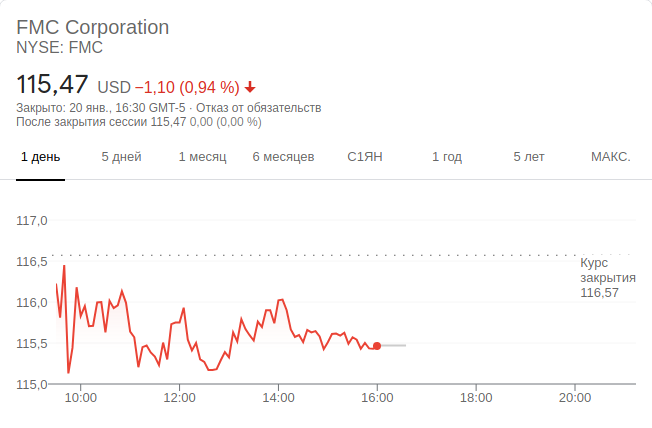 FMC Corporation
NYSE: FMC
115,47 USD −1,10 (0,94 %)
Закрыто: 20 янв., 16:30 GMT-5 · Отказ от обязательств
После закрытия сессии 115,47 0,00 (0,00 %)
1 день 5 дней 1 месяц 6 месяцев С1ЯН 1 год 5 лет МАКС.
117,0
116,5
116,0
115,5
115,0
Курс
закрытия
116,57
10:00 12:00 14:00 16:00 18:00 20:00